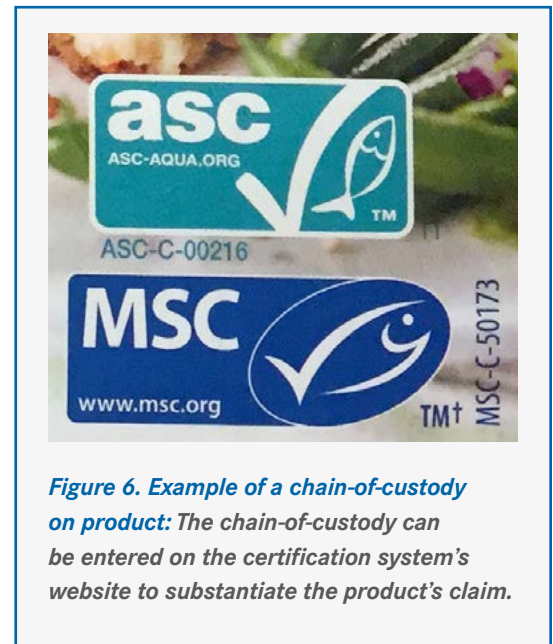 asc
ASC-AQUA.ORG
TM
ASC-C-00216
n
MSC
www.msc.org
TM†
MSC-C-50173
Figure 6. Example of a chain-of-custody
on product: The chain-of-custody can
be entered on the certification system's
website to substantiate the product's claim.